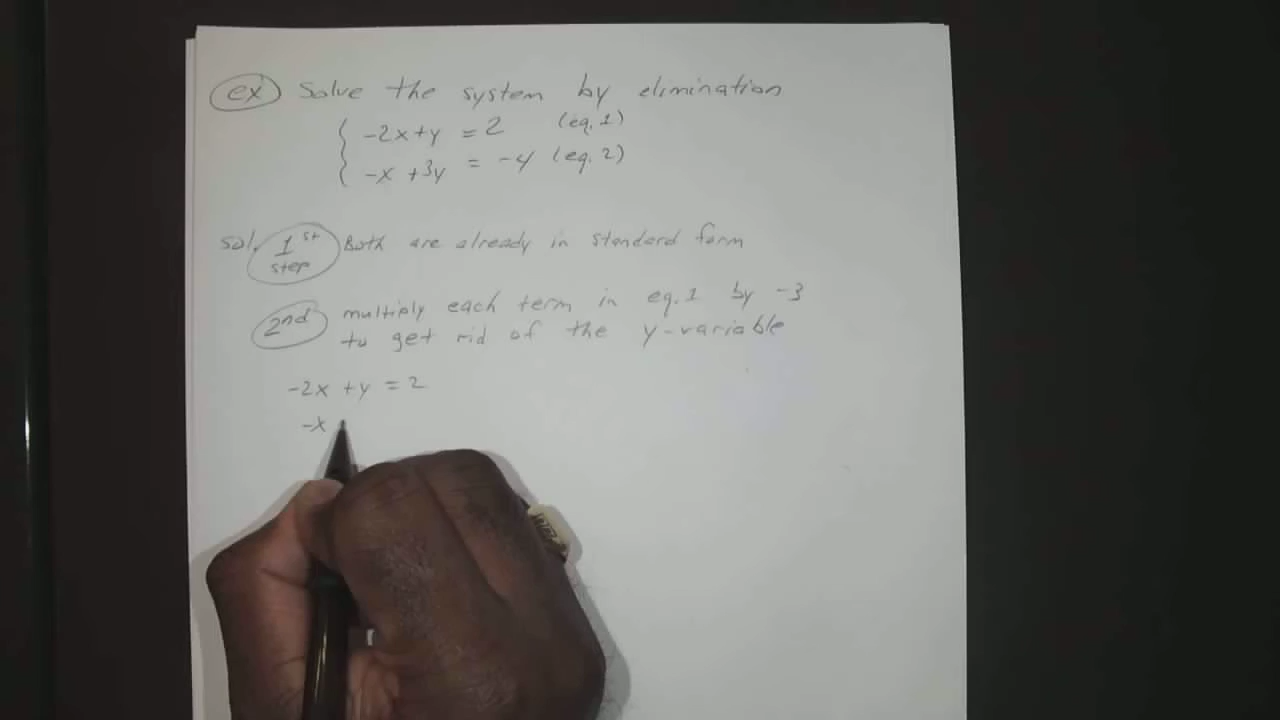 ex Solve the system by elimination
-2x+y = 2 (eq. 1)
-x +3y = -4 (eq. 2)
Sol. 1st step Both are already in standard form
2nd multiply each term in eq. 1 by -3
to get rid of the y-variable
-2x +y = 2
-x